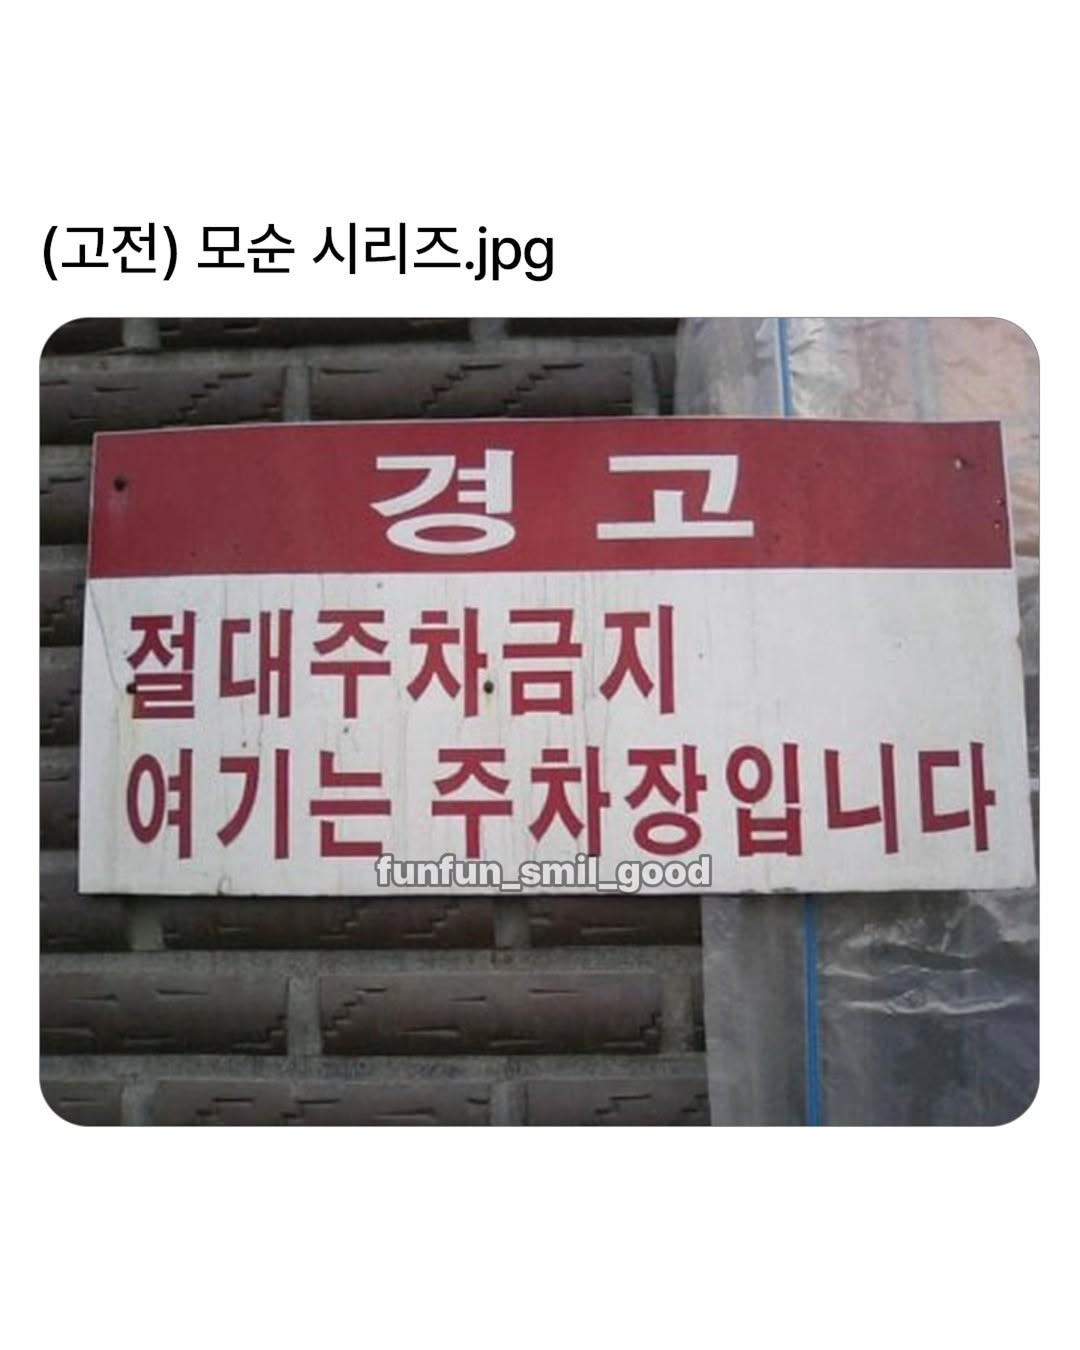 (고전) 모순 시리즈.jpg
경고
절대주차금지
여기는 주차장입니다
funfun_smil_good